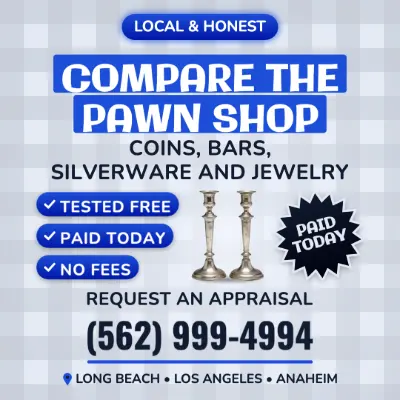 LOCAL & HONEST
COMPARE THE
PAWN SHOP
COINS, BARS,
SILVERWARE AND JEWELRY
TESTED FREE
PAID TODAY
NO FEES
PAID
TODAY
REQUEST AN APPRAISAL
(562) 999-4994
LONG BEACH • LOS ANGELES • ANAHEIM